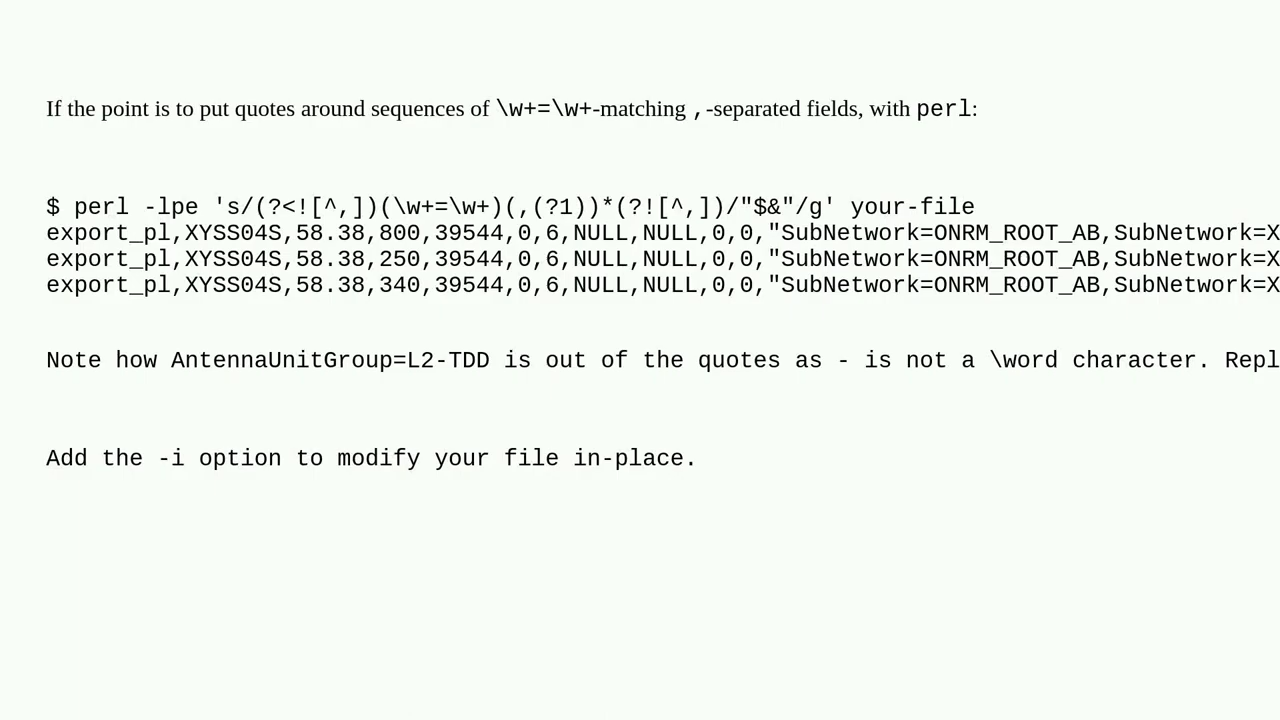 If the point is to put quotes around sequences of \w+=\w+-matching ,-separated fields, with perl:
$ perl -lpe 's/(?<![^,])(\w+=\w+)(,(?1))*(?![^,])/"$&"/g' your-file
export_pl,XYSS04S,58.38,800,39544,0,6,NULL,NULL,0,0,"SubNetwork=ONRM_ROOT_AB,SubNetwork=X
export_pl,XYSS04S,58.38,250,39544,0,6,NULL,NULL,0,0,"SubNetwork=ONRM_ROOT_AB,SubNetwork=X
export_pl,XYSS04S,58.38,340,39544,0,6,NULL,NULL,0,0,"SubNetwork=ONRM_ROOT_AB,SubNetwork=X
Note how AntennaUnitGroup=L2-TDD is out of the quotes as - is not a \word character. Repl
Add the -i option to modify your file in-place.